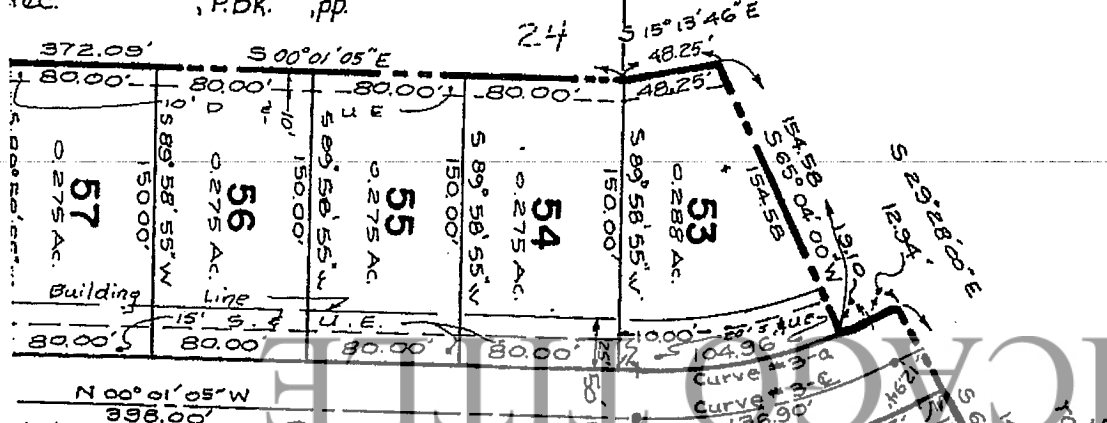 , P.BK. , pp.
24
S 15° 13' 46" E
48.25'
48.25'
372.09'
S 00° 01' 05" E
80.00'
80.00'
80.00'
80.00'
10' D & U E
10'
S 89° 58' 55" W
150.00'
S 89° 58' 55" W
150.00'
S 89° 58' 55" W
150.00'
S 89° 58' 55" W
150.00'
57
0.275 Ac.
56
0.275 Ac.
55
0.275 Ac.
54
0.275 Ac.
53
0.288 Ac.
154.58
S 65° 04' 00" W
154.58
19.10
S 29° 28' 00" E
12.94'
Building Line
15' S. & U. E.
80.00'
80.00'
80.00'
80.00'
10.00'
104.96'
25'
50'
Curve # 3-a
Curve # 3-
12.94'
N 00° 01' 05" W
998.00'
S 6